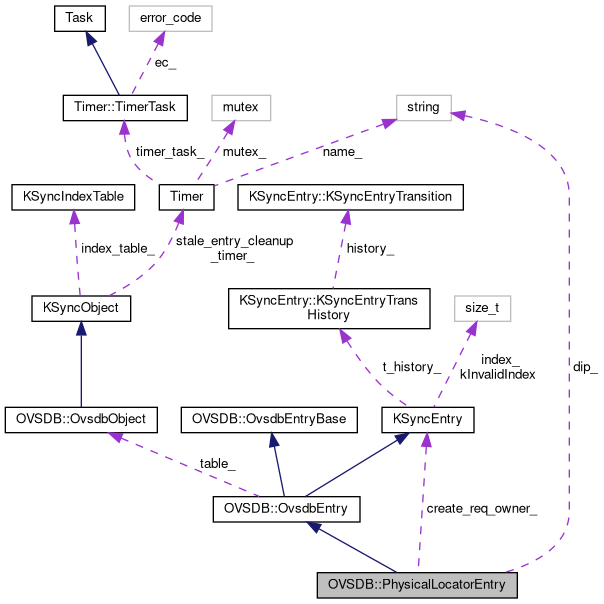 Task
error_code
ec_
Timer::TimerTask
mutex
string
timer_task_
mutex_
name_
KSyncIndexTable
Timer
KSyncEntry::KSyncEntryTransition
index_table_
stale_entry_cleanup
_timer_
history_
KSyncObject
KSyncEntry::KSyncEntryTrans
History
size_t
t_history_
index_
kInvalidIndex
dip_
OVSDB::OvsdbObject
OVSDB::OvsdbEntryBase
KSyncEntry
table_
OVSDB::OvsdbEntry
create_req_owner_
OVSDB::PhysicalLocatorEntry